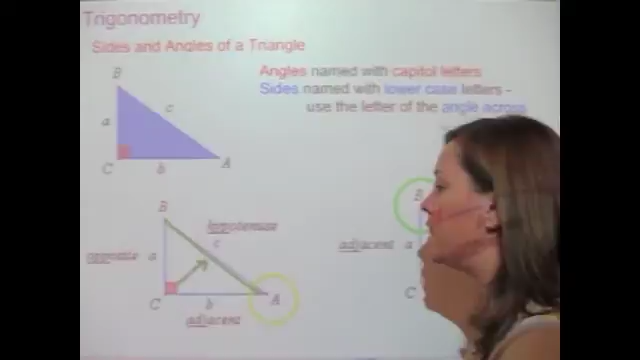 Trigonometry
Sides and Angles of a Triangle
Angles named with capitol letters
Sides named with lower case letters -
use the letter of the angle across
B
a
c
C
b
A
B
hypotenuse
opposite
a
c
C
b
A
adjacent
B
adjacent
a
C